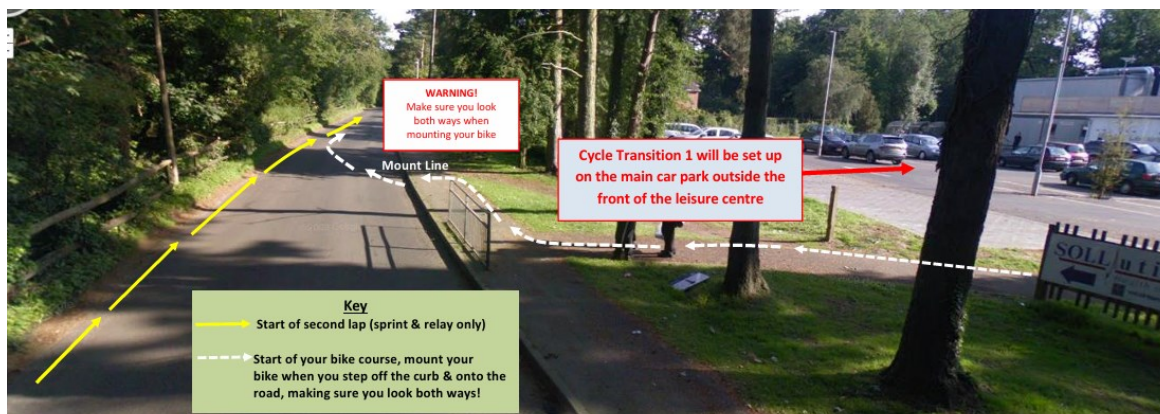 WARNING!
Make sure you look
both ways when
mounting your bike
Mount Line
Cycle Transition 1 will be set up
on the main car park outside the
front of the leisure centre
SOLL
Key
Start of second lap (sprint & relay only)
Start of your bike course, mount your
bike when you step off the curb & onto the
road, making sure you look both ways!